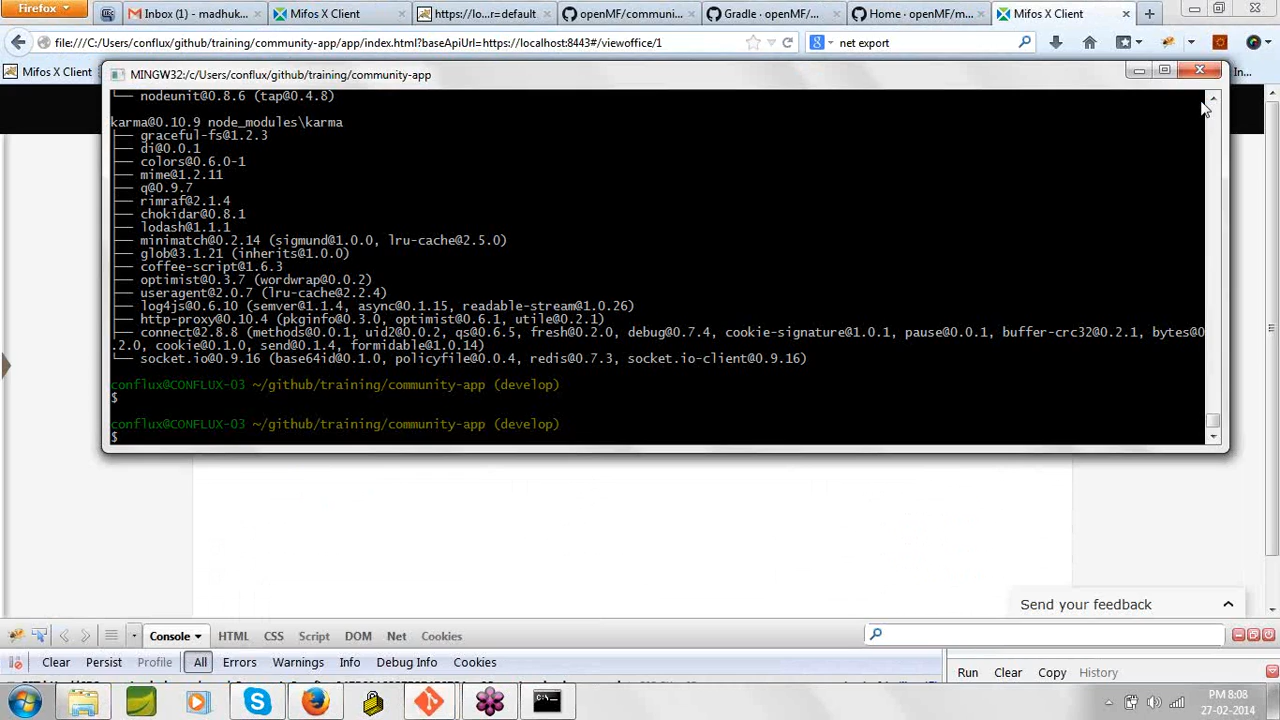 Firefox
Inbox (1) - madhuk...
Mifos X Client
https://lo...r=default
openMF/communi...
Gradle · openMF/...
Home · openMF/m...
Mifos X Client
file:///C:/Users/conflux/github/training/community-app/app/index.html?baseApiUrl=https://localhost:8443#/viewoffice/1
net export
Mifos X Client
In...
MINGW32:/c/Users/conflux/github/training/community-app
└── nodeunit@0.8.6 (tap@0.4.8)
karma@0.10.9 node_modules\karma
├── graceful-fs@1.2.3
├── di@0.0.1
├── colors@0.6.0-1
├── mime@1.2.11
├── q@0.9.7
├── rimraf@2.1.4
├── chokidar@0.8.1
├── lodash@1.1.1
├── minimatch@0.2.14 (sigmund@1.0.0, lru-cache@2.5.0)
├── glob@3.1.21 (inherits@1.0.0)
├── coffee-script@1.6.3
├── optimist@0.3.7 (wordwrap@0.0.2)
├── useragent@2.0.7 (lru-cache@2.2.4)
├── log4js@0.6.10 (semver@1.1.4, async@0.1.15, readable-stream@1.0.26)
├── http-proxy@0.10.4 (pkginfo@0.3.0, optimist@0.6.1, utile@0.2.1)
├── connect@2.8.8 (methods@0.0.1, uid2@0.0.2, qs@0.6.5, fresh@0.2.0, debug@0.7.4, cookie-signature@1.0.1, pause@0.0.1, buffer-crc32@0.2.1, bytes@0
.2.0, cookie@0.1.0, send@0.1.4, formidable@1.0.14)
└── socket.io@0.9.16 (base64id@0.1.0, policyfile@0.0.4, redis@0.7.3, socket.io-client@0.9.16)
conflux@CONFLUX-03 ~/github/training/community-app (develop)
$
conflux@CONFLUX-03 ~/github/training/community-app (develop)
$
Send your feedback
Console
HTML
CSS
Script
DOM
Net
Cookies
Clear
Persist
Profile
All
Errors
Warnings
Info
Debug Info
Cookies
Run
Clear
Copy
History
PM 8:08
27-02-2014